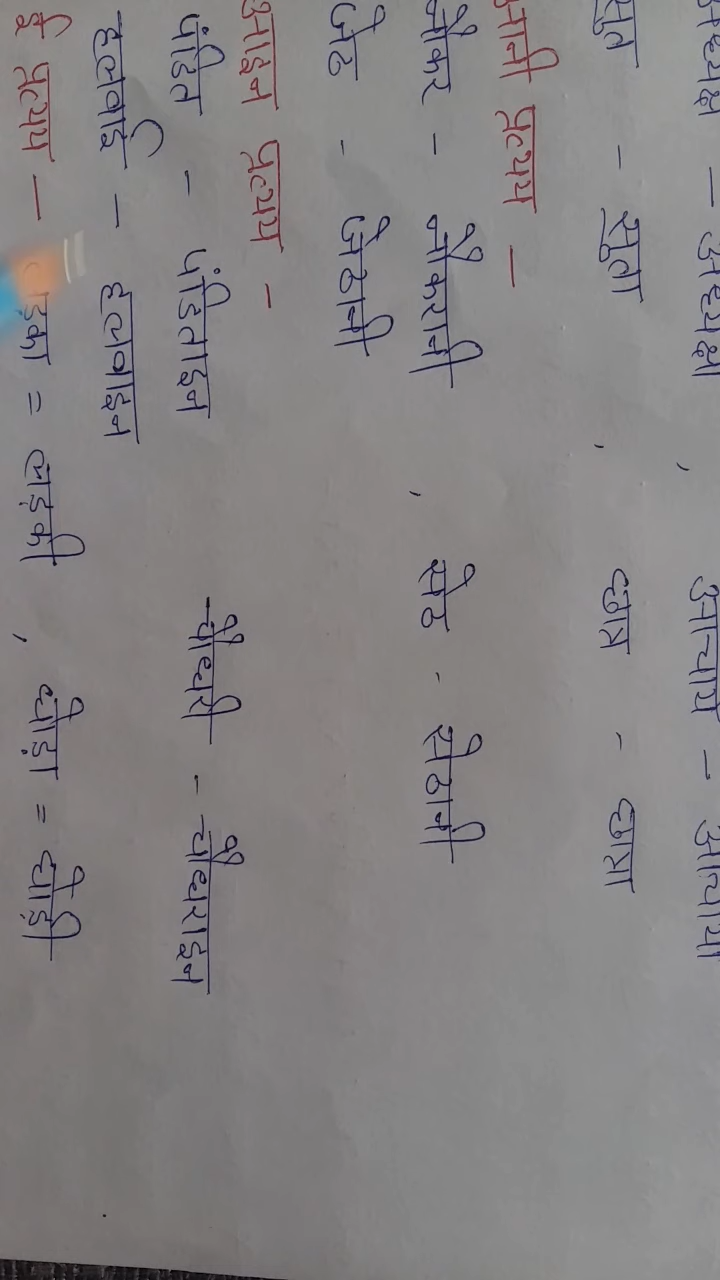 अध्यक्ष – अध्यक्षा , आचार्य – आचार्या
सुत – सुता , छात्र – छात्रा
आनी प्रत्यय –
नौकर – नौकरानी , सेठ – सेठानी
जेठ – जेठानी
आइन प्रत्यय –
पंडित – पंडिताइन चौधरी – चौधराइन
हलवाई – हलवाइन
ई प्रत्यय – लड़का = लड़की , घोड़ा = घोड़ी